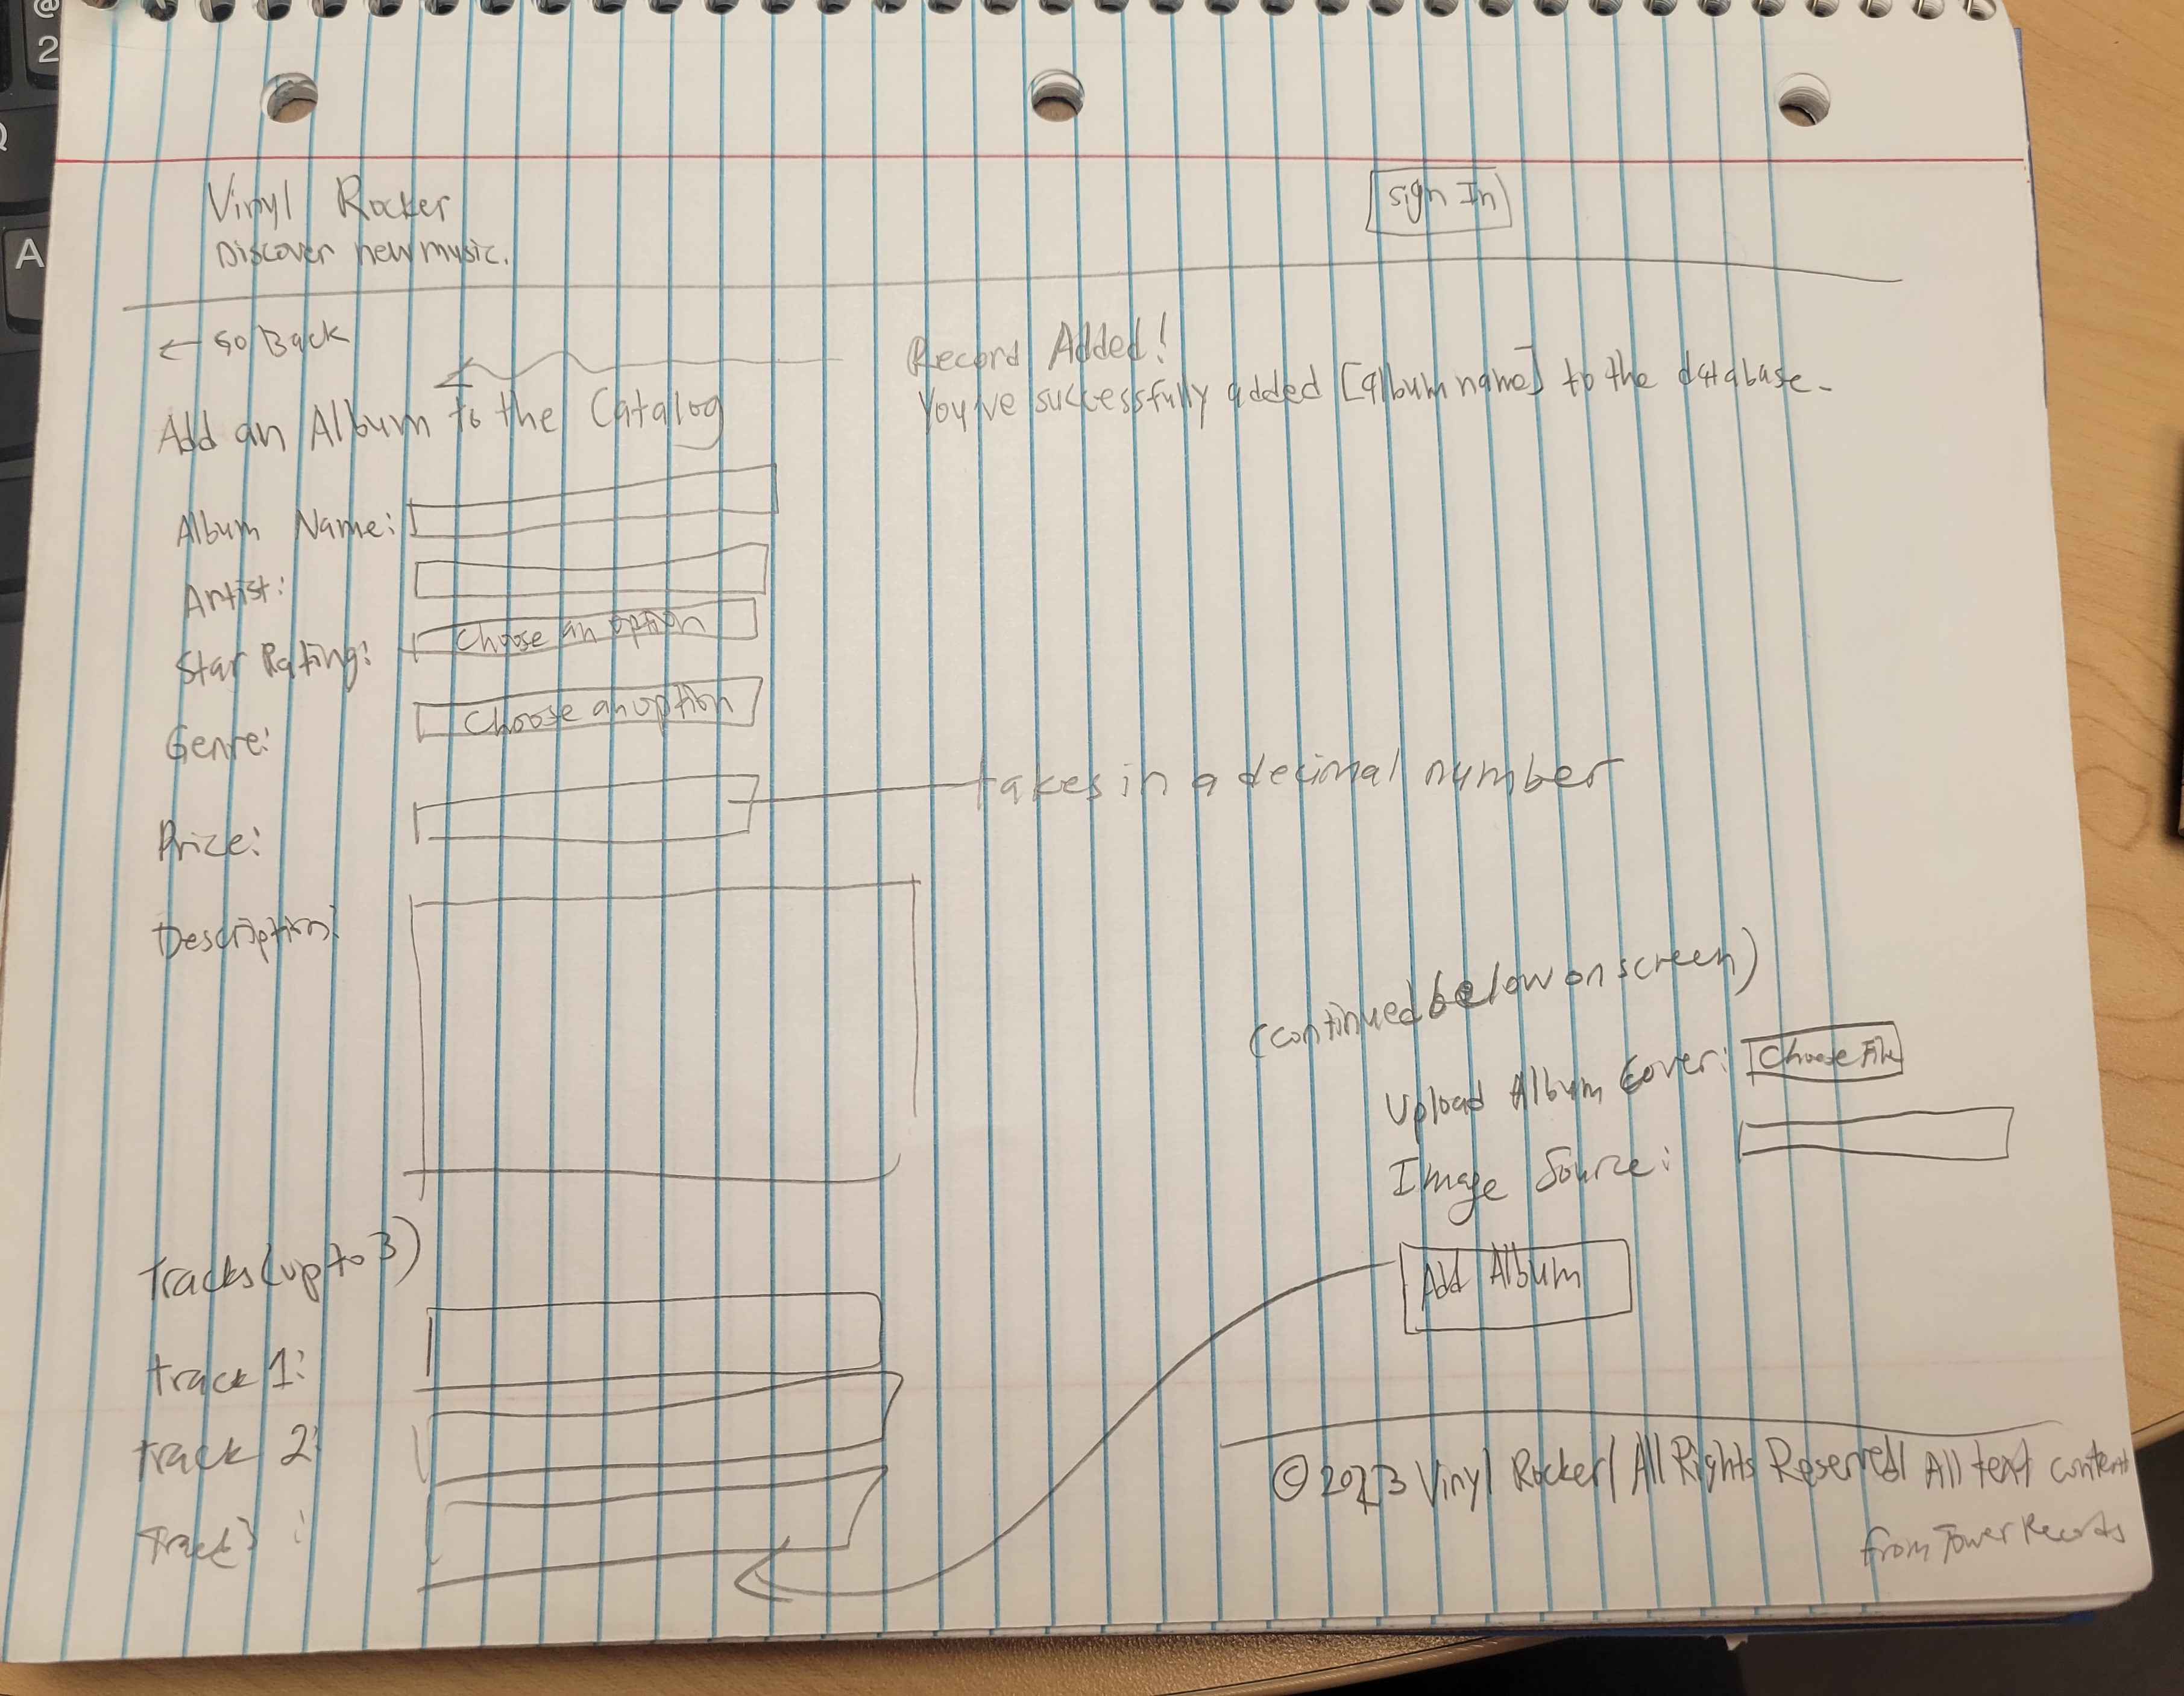 @
2
Q
A
Vinyl Rocker
Sign In
Discover new music.
← Go Back
Record Added!
You've successfully added [album name] to the database.
Add an Album to the Catalog
Album Name:
Artist:
Star Rating: Choose an option
Genre: Choose an option
Price:
takes in a decimal number
Description:
Tracks (up to 3)
track 1:
track 2:
Track 3:
(continued below on screen)
Upload Album Cover: Choose File
Image Source:
Add Album
© 2023 Vinyl Rocker | All Rights Reserved | All text content
from Tower Records